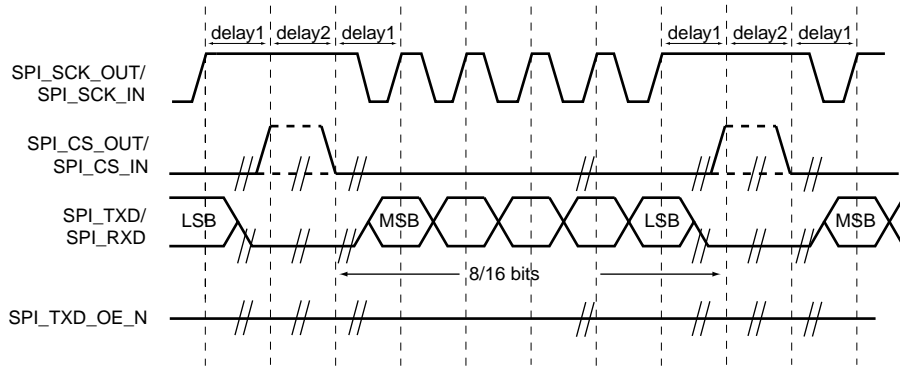 delay1 delay2 delay1 delay1 delay2 delay1
SPI_SCK_OUT/
SPI_SCK_IN
SPI_CS_OUT/
SPI_CS_IN
SPI_TXD/
SPI_RXD
LSB MSB LSB MSB
8/16 bits
SPI_TXD_OE_N